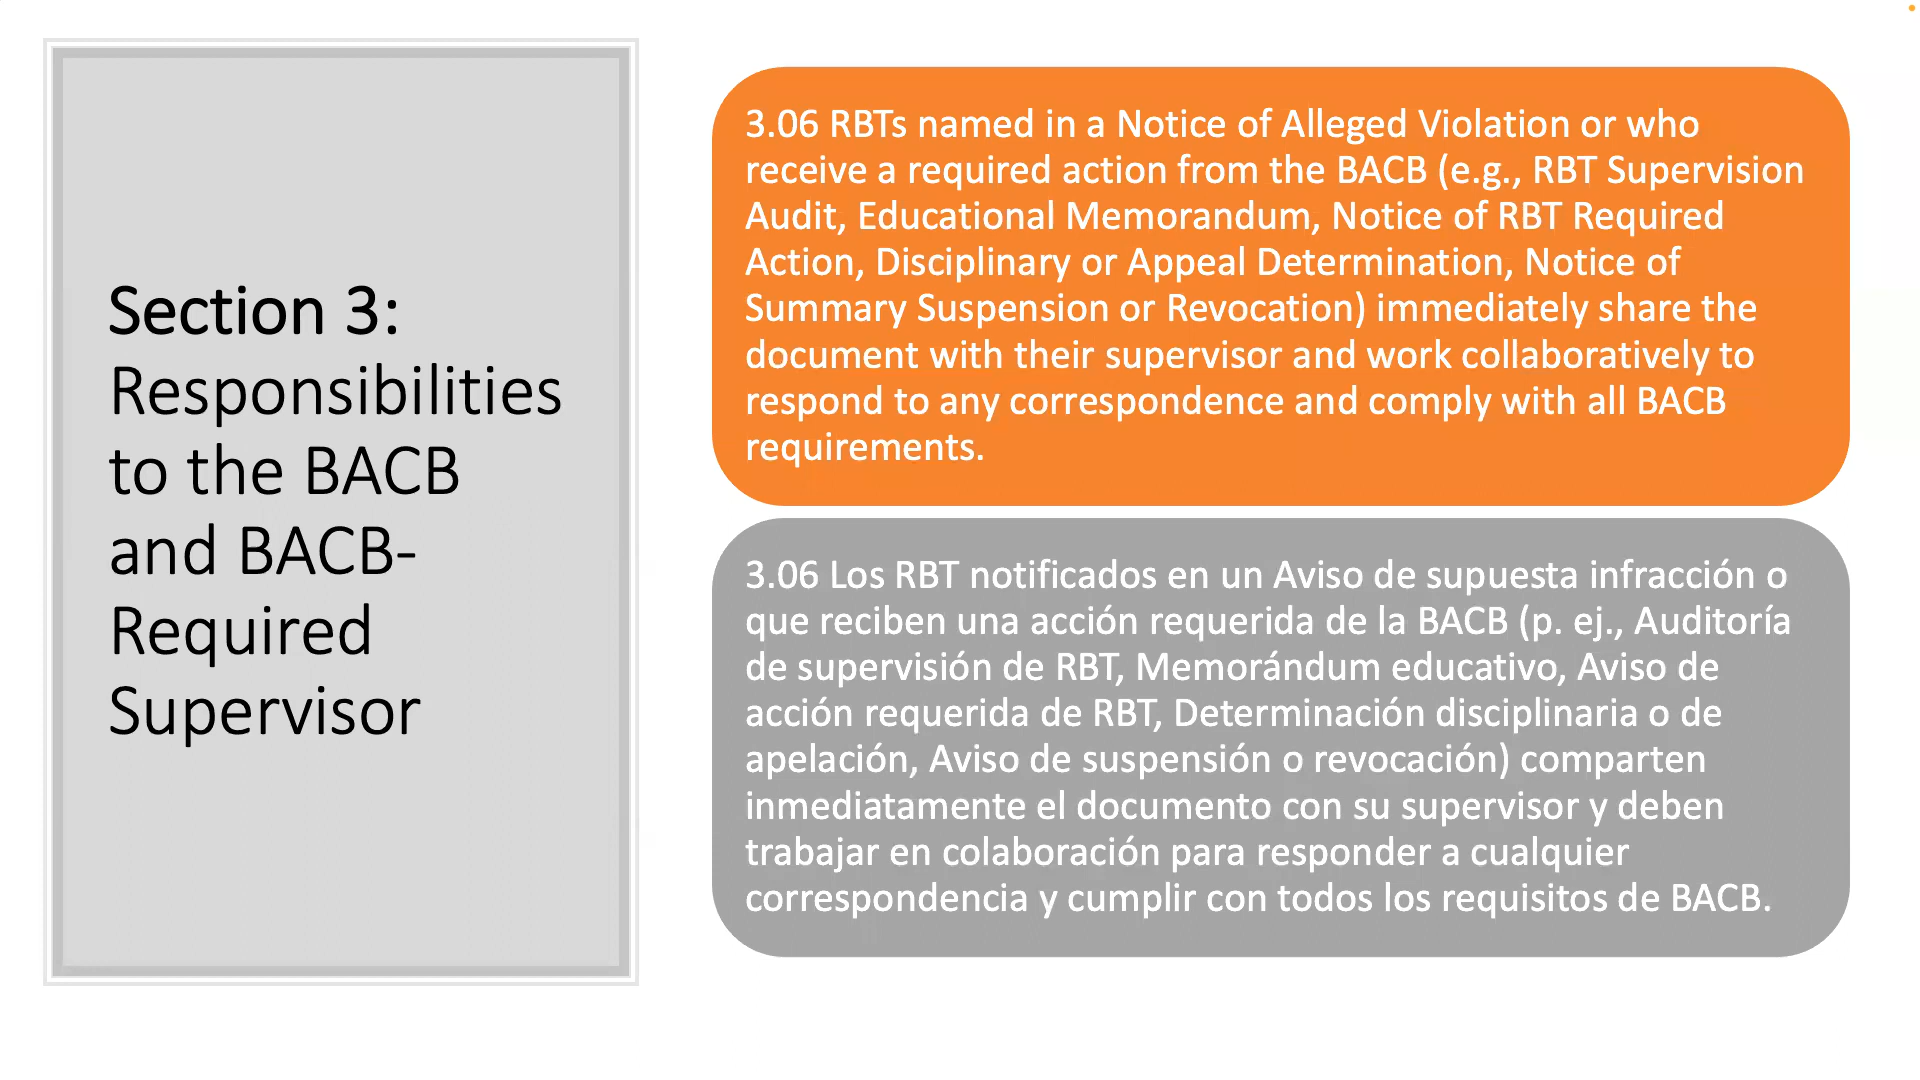 Section 3:
Responsibilities
to the BACB
and BACB-
Required
Supervisor
3.06 RBTs named in a Notice of Alleged Violation or who
receive a required action from the BACB (e.g., RBT Supervision
Audit, Educational Memorandum, Notice of RBT Required
Action, Disciplinary or Appeal Determination, Notice of
Summary Suspension or Revocation) immediately share the
document with their supervisor and work collaboratively to
respond to any correspondence and comply with all BACB
requirements.
3.06 Los RBT notificados en un Aviso de supuesta infracción o
que reciben una acción requerida de la BACB (p. ej., Auditoría
de supervisión de RBT, Memorándum educativo, Aviso de
acción requerida de RBT, Determinación disciplinaria o de
apelación, Aviso de suspensión o revocación) comparten
inmediatamente el documento con su supervisor y deben
trabajar en colaboración para responder a cualquier
correspondencia y cumplir con todos los requisitos de BACB.